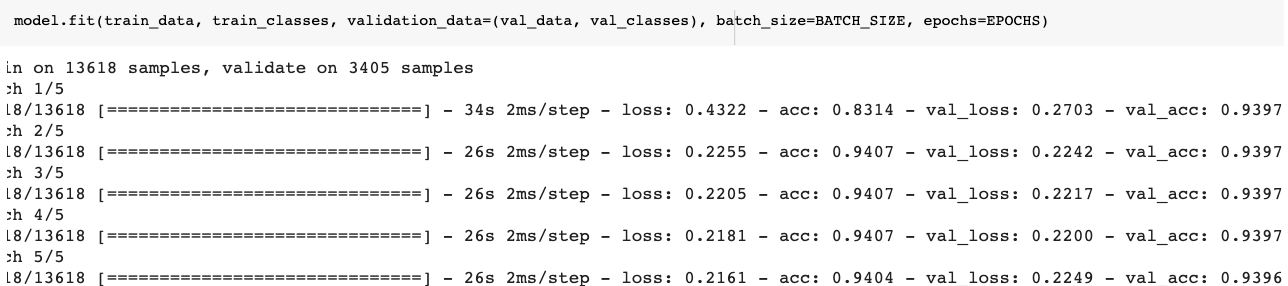 model.fit(train_data, train_classes, validation_data=(val_data, val_classes), batch_size=BATCH_SIZE, epochs=EPOCHS)
in on 13618 samples, validate on 3405 samples
ch 1/5
18/13618 [==============================] - 34s 2ms/step - loss: 0.4322 - acc: 0.8314 - val_loss: 0.2703 - val_acc: 0.9397
ch 2/5
18/13618 [==============================] - 26s 2ms/step - loss: 0.2255 - acc: 0.9407 - val_loss: 0.2242 - val_acc: 0.9397
ch 3/5
18/13618 [==============================] - 26s 2ms/step - loss: 0.2205 - acc: 0.9407 - val_loss: 0.2217 - val_acc: 0.9397
ch 4/5
18/13618 [==============================] - 26s 2ms/step - loss: 0.2181 - acc: 0.9407 - val_loss: 0.2200 - val_acc: 0.9397
ch 5/5
18/13618 [==============================] - 26s 2ms/step - loss: 0.2161 - acc: 0.9404 - val_loss: 0.2249 - val_acc: 0.9396